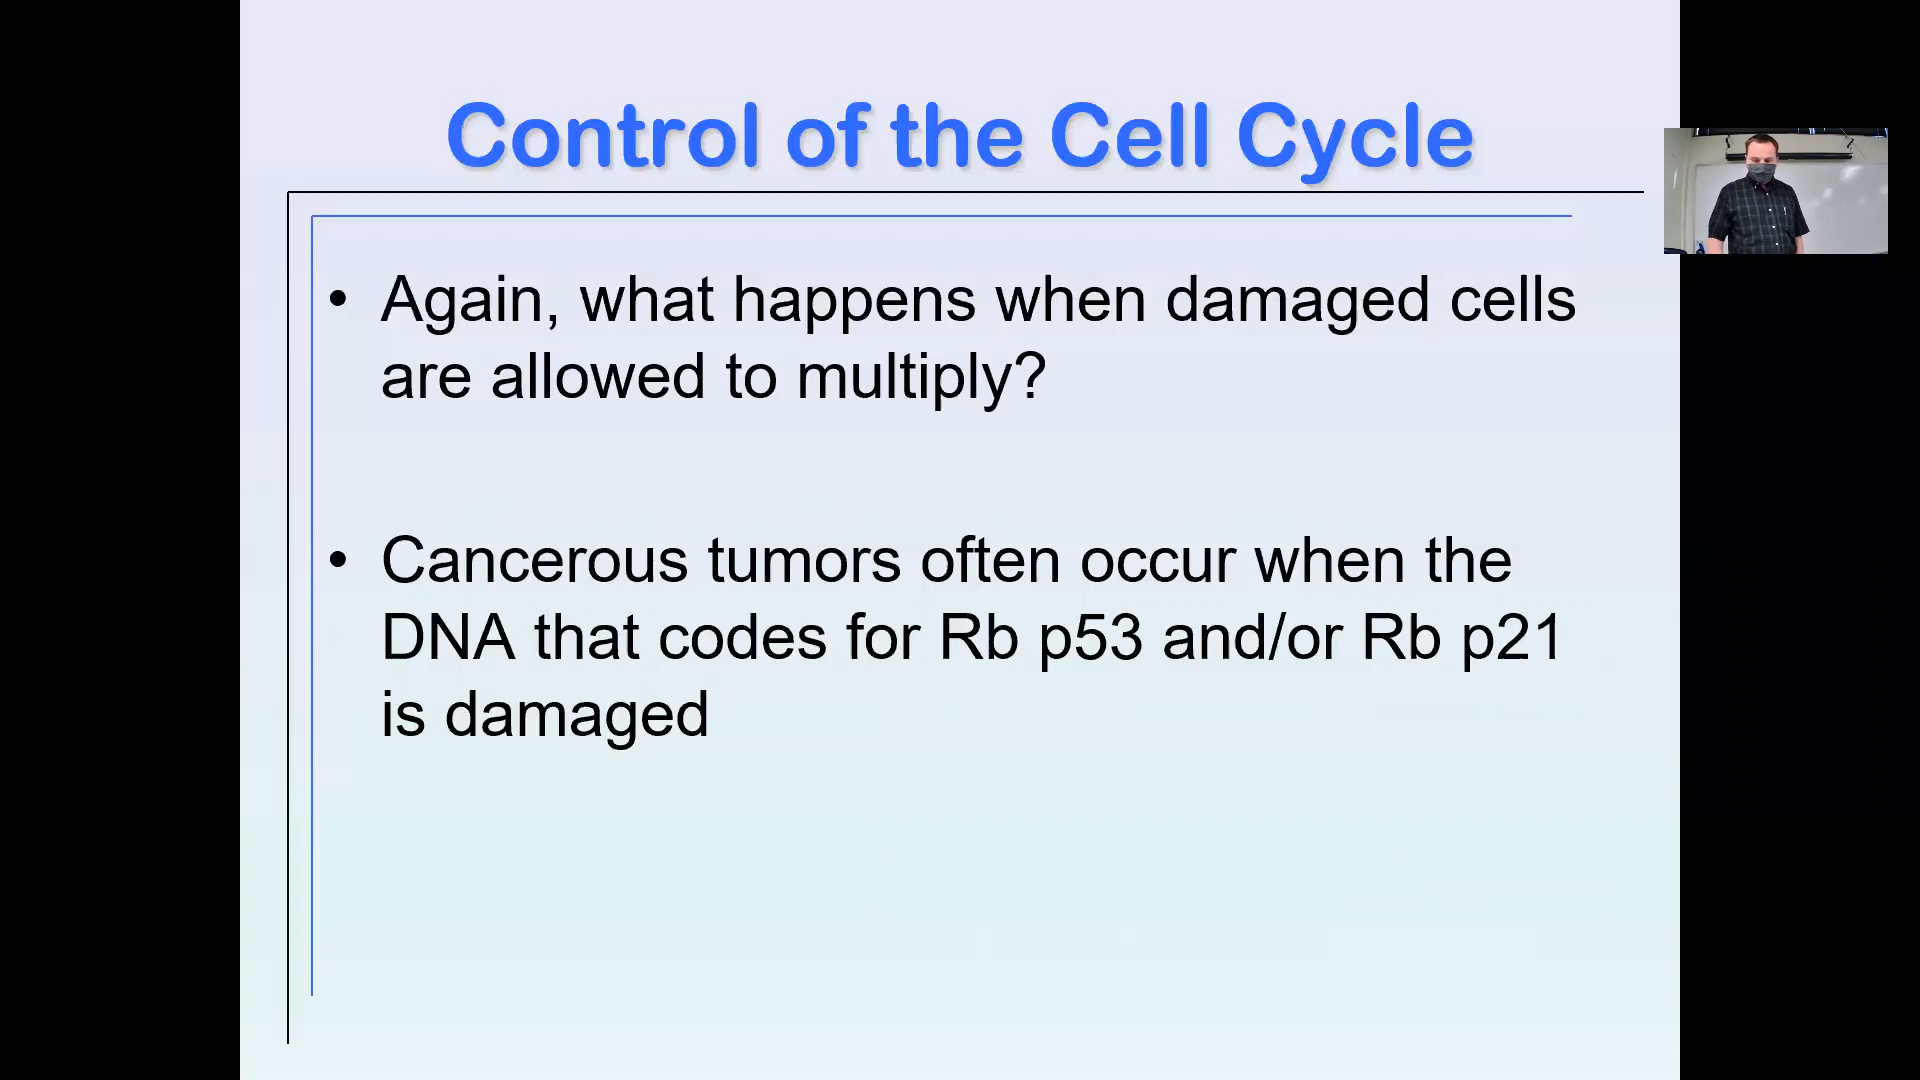 Control of the Cell Cycle
• Again, what happens when damaged cells
are allowed to multiply?
• Cancerous tumors often occur when the
DNA that codes for Rb p53 and/or Rb p21
is damaged